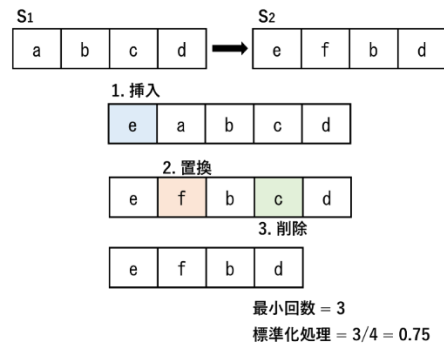 S1 S2
a b c d e f b d
1. 挿入
e a b c d
2. 置換
e f b c d
3. 削除
e f b d
最小回数 = 3
標準化処理 = 3/4 = 0.75